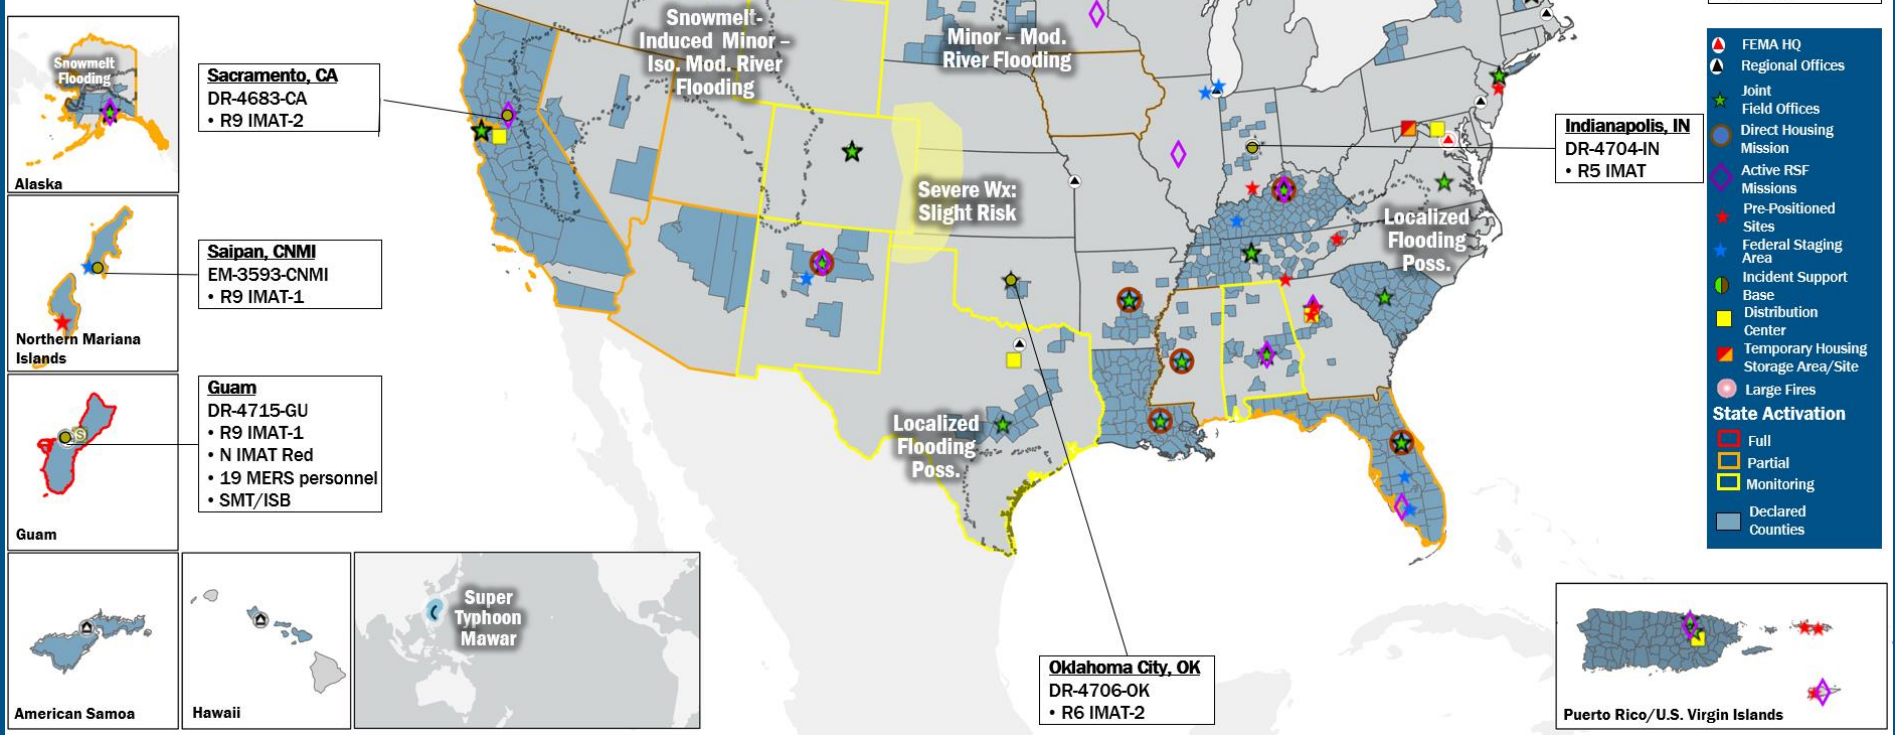 Snowmelt
Flooding
Alaska
Sacramento, CA
DR-4683-CA
• R9 IMAT-2
Snowmelt-
Induced Minor –
Iso. Mod. River
Flooding
Minor – Mod.
River Flooding
Severe Wx:
Slight Risk
Localized
Flooding
Poss.
Indianapolis, IN
DR-4704-IN
• R5 IMAT
Saipan, CNMI
EM-3593-CNMI
• R9 IMAT-1
Northern Mariana
Islands
Guam
DR-4715-GU
• R9 IMAT-1
• N IMAT Red
• 19 MERS personnel
• SMT/ISB
S
Guam
Localized
Flooding
Poss.
American Samoa
Hawaii
Super
Typhoon
Mawar
Oklahoma City, OK
DR-4706-OK
• R6 IMAT-2
Puerto Rico/U.S. Virgin Islands
FEMA HQ
Regional Offices
Joint
Field Offices
Direct Housing
Mission
Active RSF
Missions
Pre-Positioned
Sites
Federal Staging
Area
Incident Support
Base
Distribution
Center
Temporary Housing
Storage Area/Site
Large Fires
State Activation
Full
Partial
Monitoring
Declared
Counties